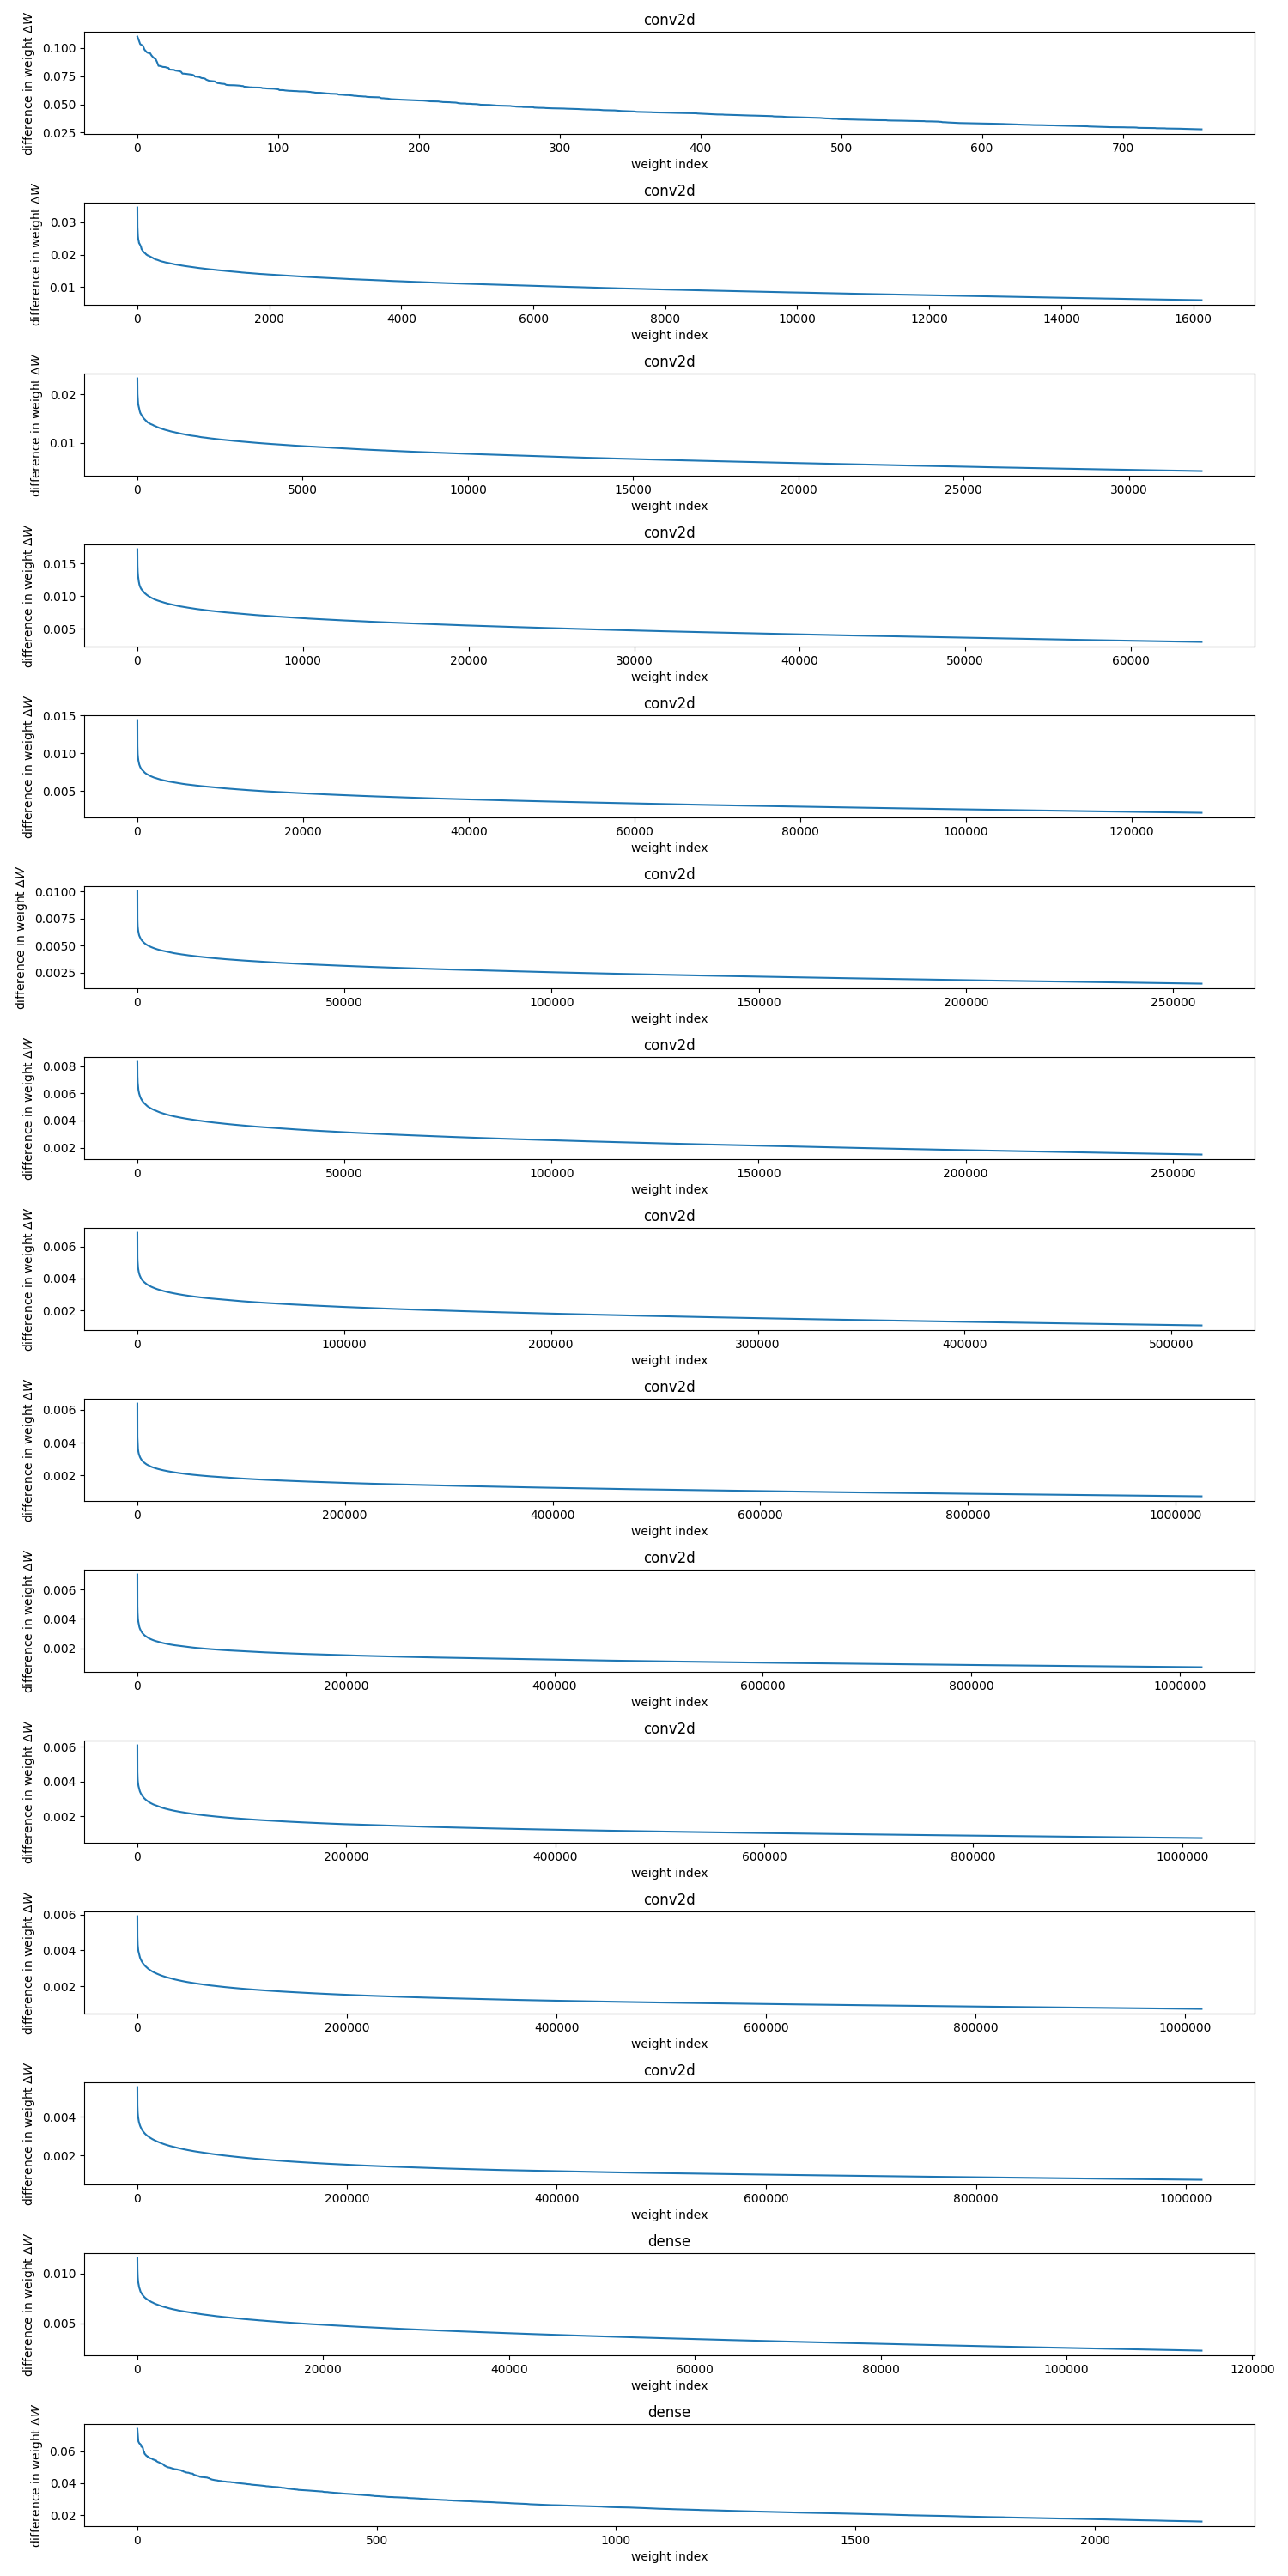 conv2d
difference in weight ΔW
0.100
0.075
0.050
0.025
0 100 200 300 400 500 600 700
weight index
conv2d
difference in weight ΔW
0.03
0.02
0.01
0 2000 4000 6000 8000 10000 12000 14000 16000
weight index
conv2d
difference in weight ΔW
0.02
0.01
0 5000 10000 15000 20000 25000 30000
weight index
conv2d
difference in weight ΔW
0.015
0.010
0.005
0 10000 20000 30000 40000 50000 60000
weight index
conv2d
difference in weight ΔW
0.015
0.010
0.005
0 20000 40000 60000 80000 100000 120000
weight index
conv2d
difference in weight ΔW
0.0100
0.0075
0.0050
0.0025
0 50000 100000 150000 200000 250000
weight index
conv2d
difference in weight ΔW
0.008
0.006
0.004
0.002
0 50000 100000 150000 200000 250000
weight index
conv2d
difference in weight ΔW
0.006
0.004
0.002
0 100000 200000 300000 400000 500000
weight index
conv2d
difference in weight ΔW
0.006
0.004
0.002
0 200000 400000 600000 800000 1000000
weight index
conv2d
difference in weight ΔW
0.006
0.004
0.002
0 200000 400000 600000 800000 1000000
weight index
conv2d
difference in weight ΔW
0.006
0.004
0.002
0 200000 400000 600000 800000 1000000
weight index
conv2d
difference in weight ΔW
0.006
0.004
0.002
0 200000 400000 600000 800000 1000000
weight index
conv2d
difference in weight ΔW
0.004
0.002
0 200000 400000 600000 800000 1000000
weight index
dense
difference in weight ΔW
0.010
0.005
0 20000 40000 60000 80000 100000 120000
weight index
dense
difference in weight ΔW
0.06
0.04
0.02
0 500 1000 1500 2000
weight index